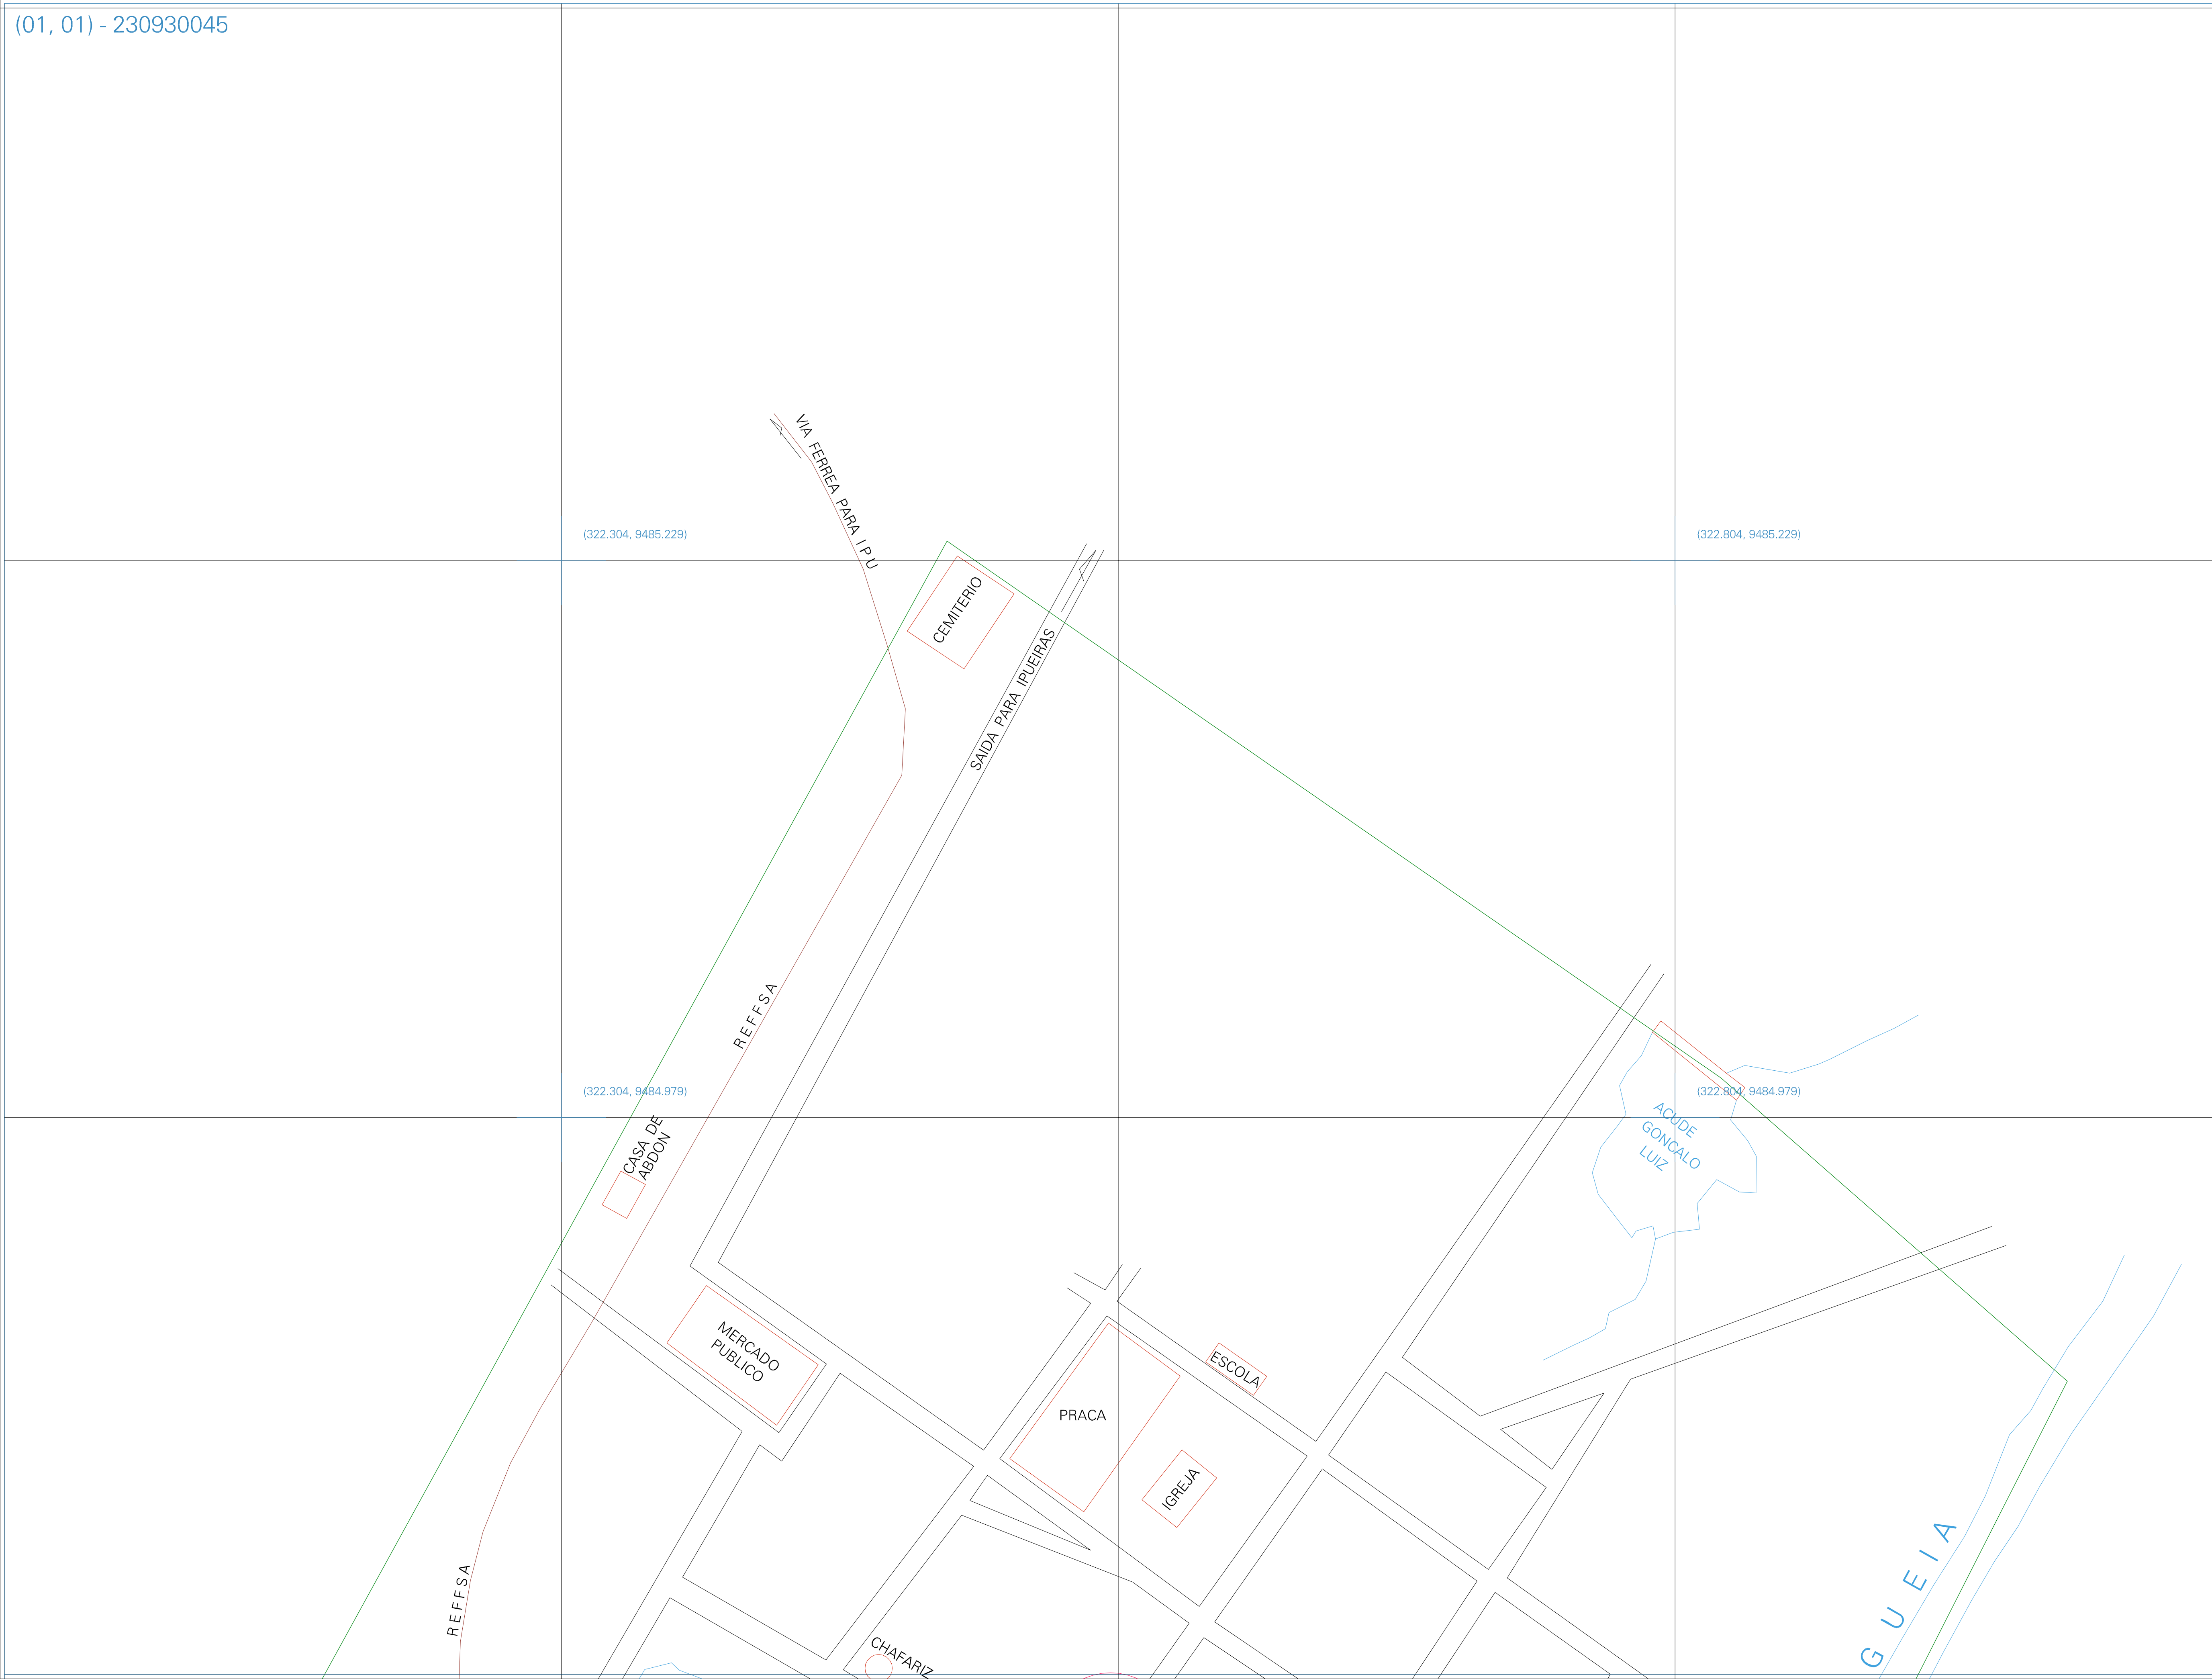 (01, 01) - 230930045
VIA FERREA PARA IPU
(322.304, 9485.229)
(322.804, 9485.229)
CEMITERIO
SAIDA PARA IPUEIRAS
REFFSA
(322.304, 9484.979)
(322.804, 9484.979)
ACUDE
GONCALO
LUIZ
CASA DE
ABDON
MERCADO
PUBLICO
ESCOLA
PRACA
IGREJA
REFFSA
CHAFARIZ
GUEIA